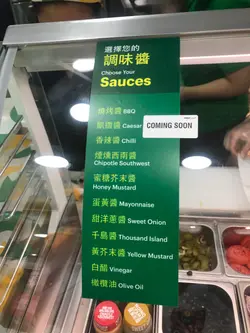 選擇您的
調味醬
Choose Your
Sauces
燒烤醬 BBQ
凱撒醬 Caesar
COMING SOON
香辣醬 Chilli
煙燻西南醬
Chipotle Southwest
蜜糖芥末醬
Honey Mustard
蛋黃醬 Mayonnaise
甜洋蔥醬 Sweet Onion
千島醬 Thousand Island
黃芥末醬 Yellow Mustard
白醋 Vinegar
橄欖油 Olive Oil